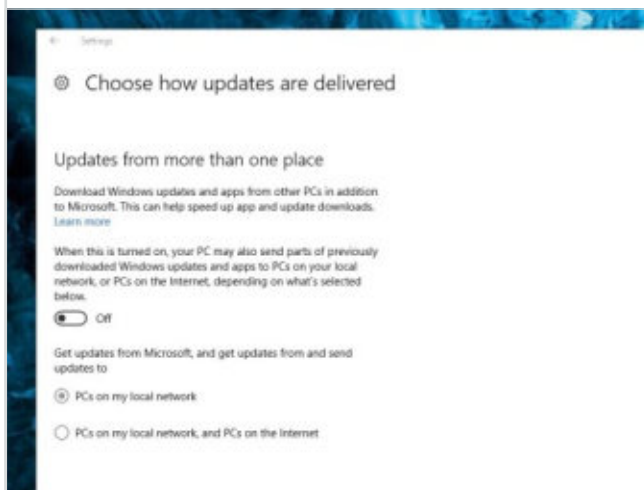 Settings
Choose how updates are delivered
Updates from more than one place
Download Windows updates and apps from other PCs in addition
to Microsoft. This can help speed up app and update downloads.
Learn more
When this is turned on, your PC may also send parts of previously
downloaded Windows updates and apps to PCs on your local
network, or PCs on the Internet, depending on what's selected
below.
Off
Get updates from Microsoft, and get updates from and send
updates to
PCs on my local network
PCs on my local network, and PCs on the Internet